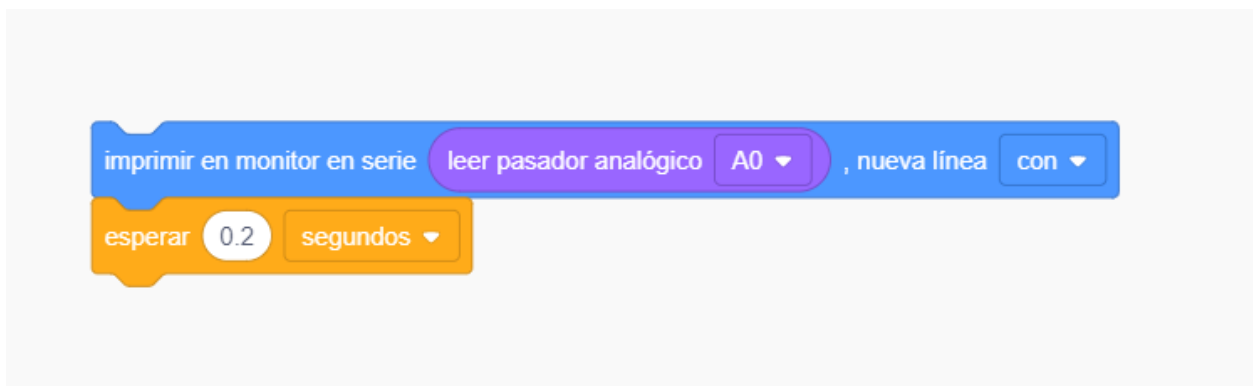 imprimir en monitor en serie leer pasador analógico A0 , nueva línea con
esperar 0.2 segundos